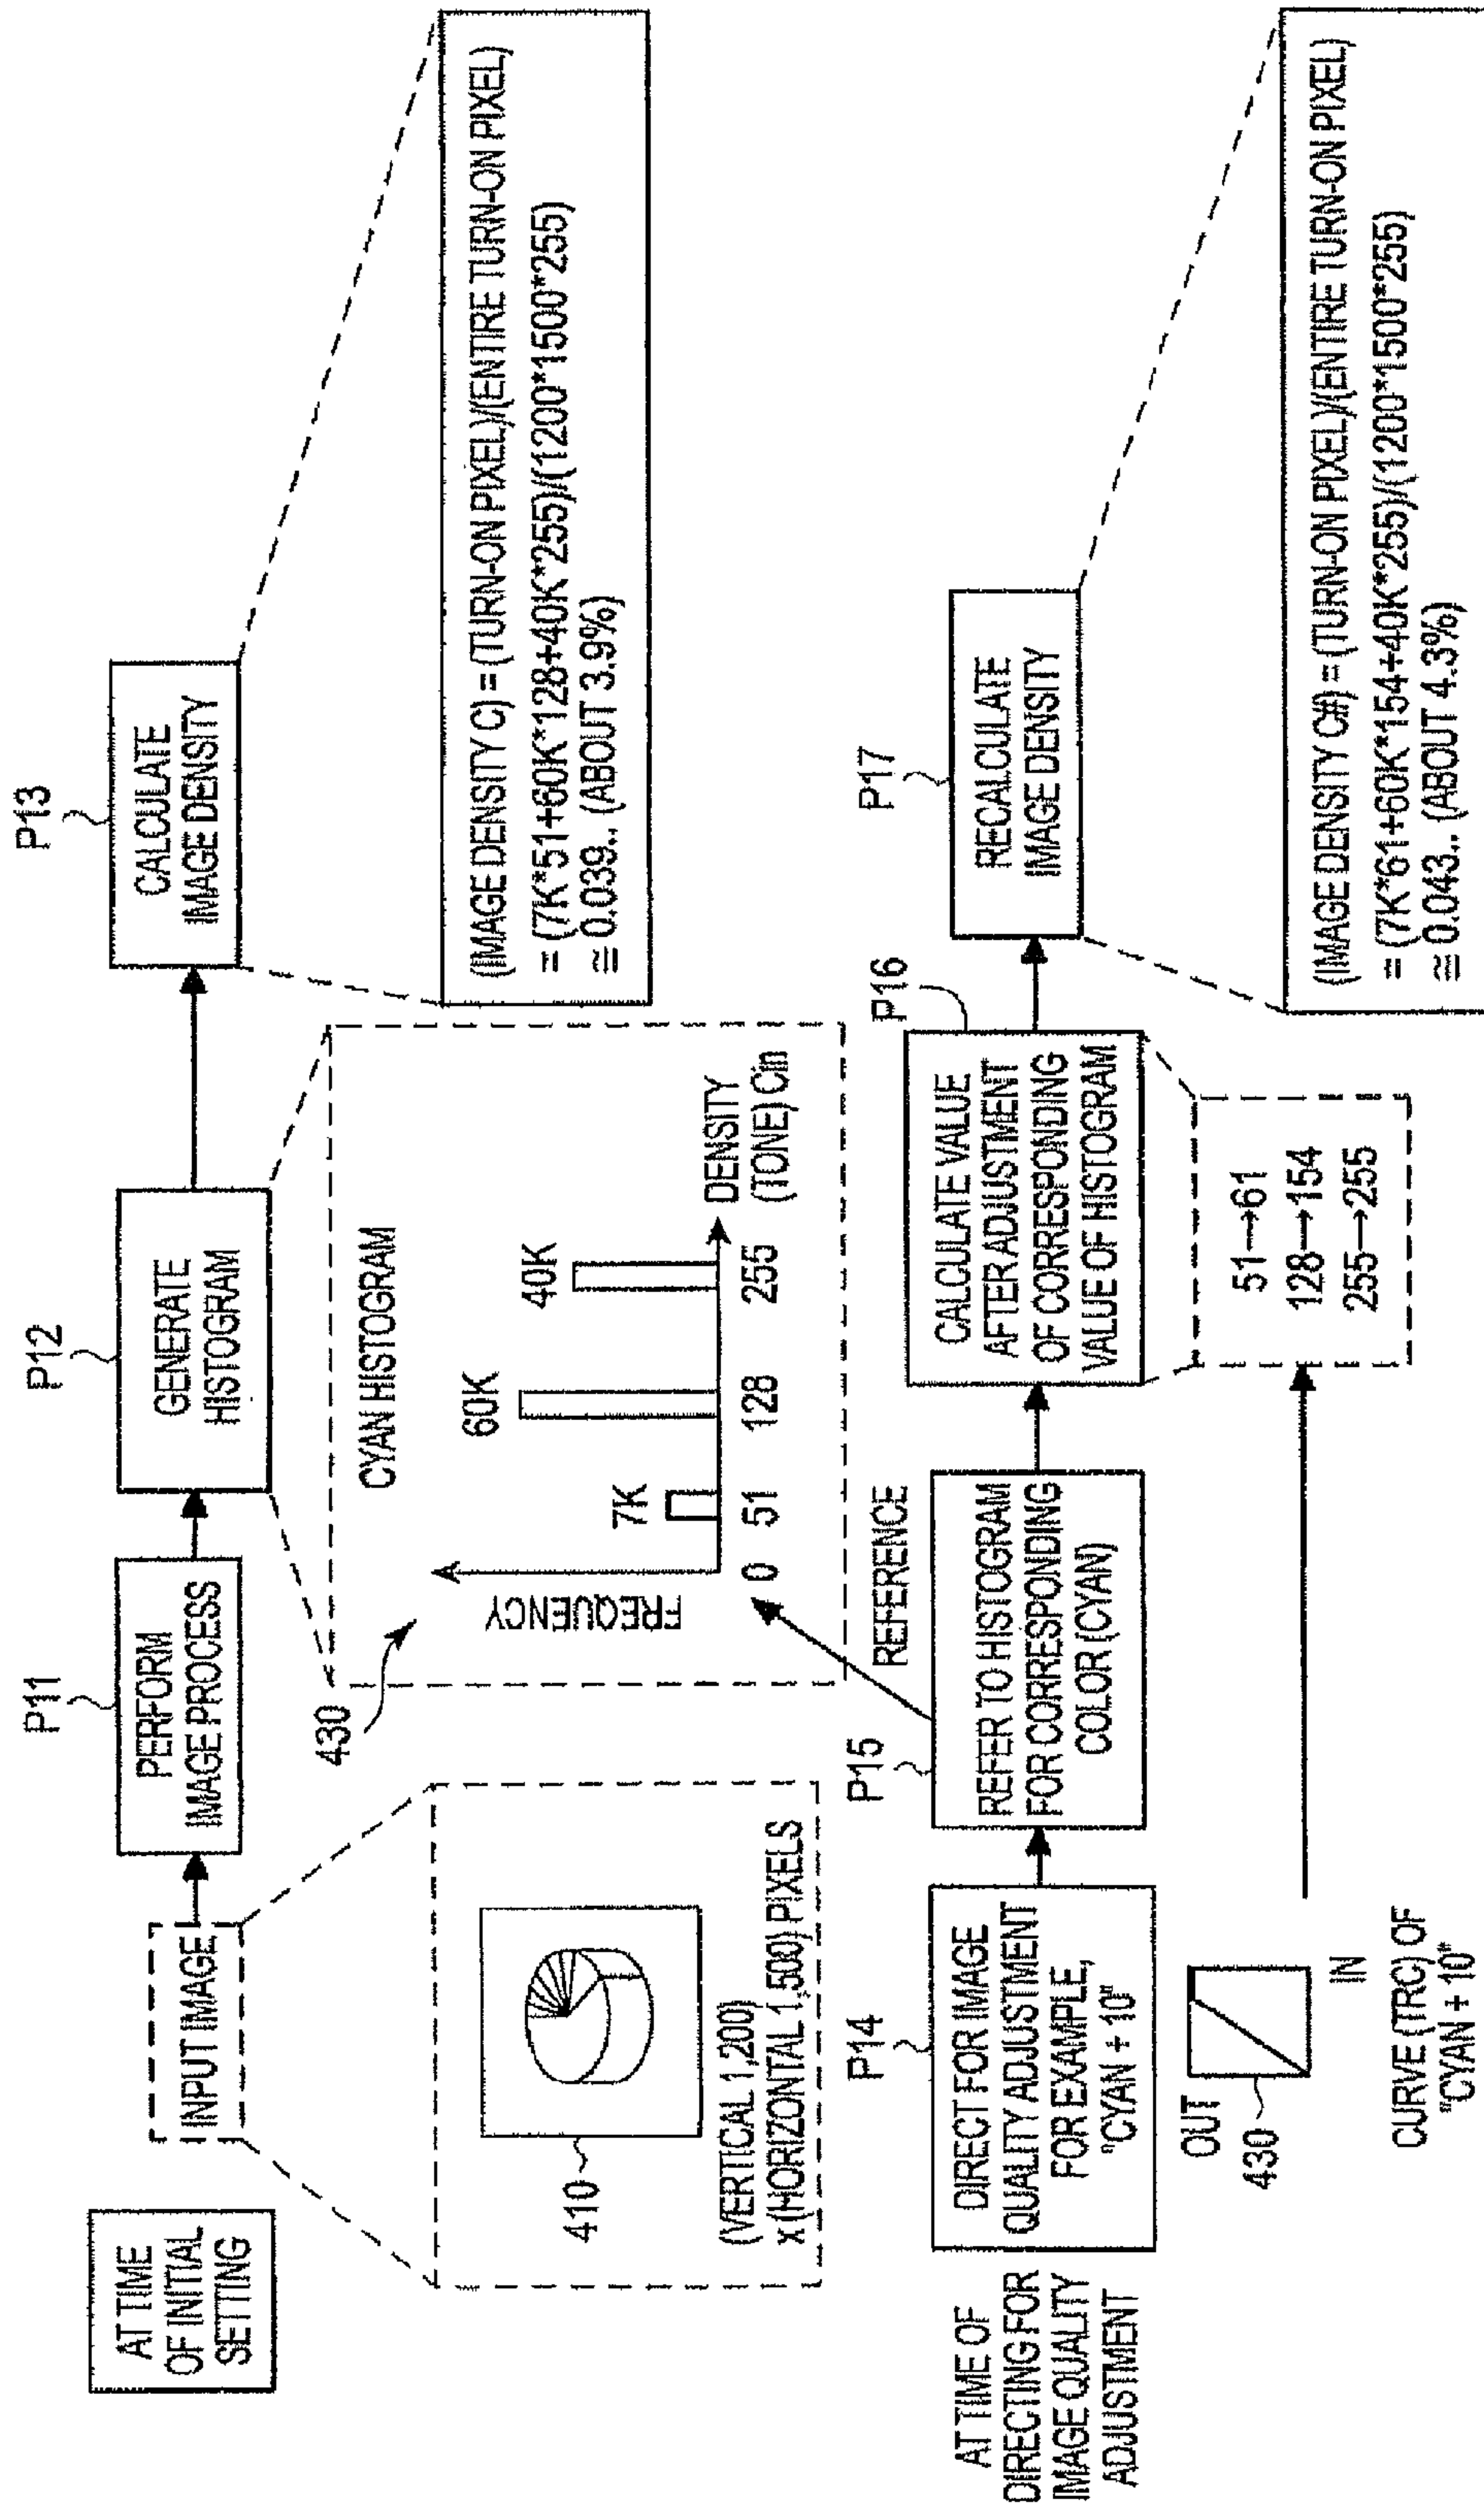 AT TIME
OF INITIAL
SETTING
INPUT IMAGE
P11
PERFORM
IMAGE PROCESS
P12
GENERATE
HISTOGRAM
P13
CALCULATE
IMAGE DENSITY
410
(VERTICAL 1,200)
x (HORIZONTAL 1,500) PIXELS
430
CYAN HISTOGRAM
FREQUENCY
7K
60K
40K
0
51
128
255
DENSITY
(TONE) Cin
(IMAGE DENSITY C) = (TURN-ON PIXEL)/(ENTIRE TURN-ON PIXEL)
= (7K*51+60K*128+40K*255)/(1200*1500*255)
≅ 0.039.. (ABOUT 3.9%)
REFERENCE
AT TIME OF
DIRECTING FOR
IMAGE QUALITY
ADJUSTMENT
P14
DIRECT FOR IMAGE
QUALITY ADJUSTMENT
FOR EXAMPLE,
"CYAN + 10"
P15
REFER TO HISTOGRAM
FOR CORRESPONDING
COLOR (CYAN)
P16
CALCULATE VALUE
AFTER ADJUSTMENT
OF CORRESPONDING
VALUE OF HISTOGRAM
P17
RECALCULATE
IMAGE DENSITY
OUT
430
IN
CURVE (TRC) OF
"CYAN + 10"
51→61
128→154
255→255
(IMAGE DENSITY C#) = (TURN-ON PIXEL)/(ENTIRE TURN-ON PIXEL)
= (7K*61+60K*154+40K*255)/(1200*1500*255)
≅ 0.043.. (ABOUT 4.3%)